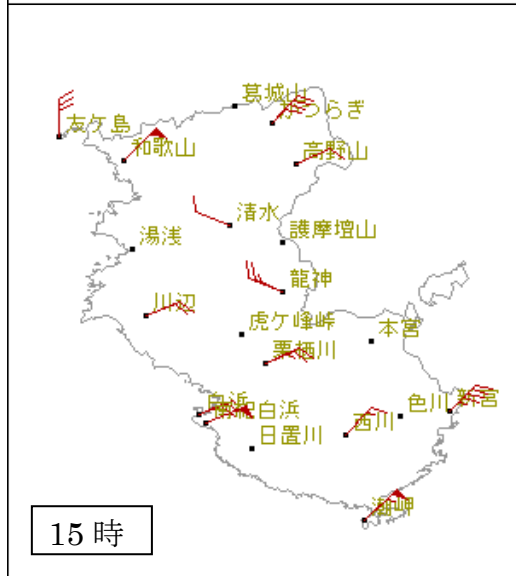 葛城山
かつらぎ
友ケ島
和歌山
高野山
清水
護摩壇山
湯浅
龍神
川辺
虎ケ峰峠
本宮
栗栖川
白浜
南紀白浜
色川
新宮
西川
日置川
潮岬
15時